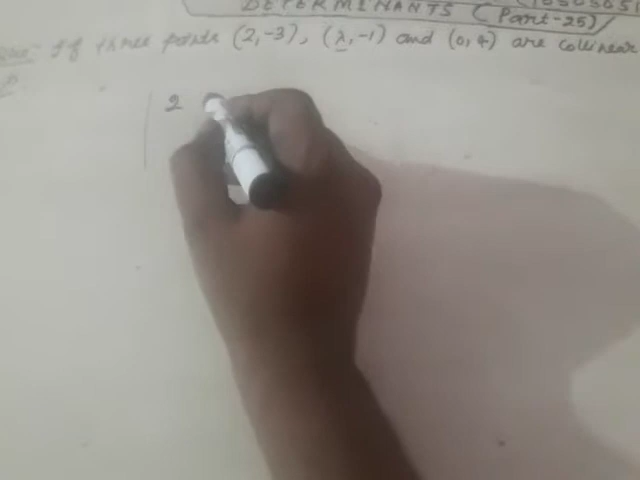 DETERMINANTS (Part-25)
If three points (2,-3), (λ,-1) and (0,4) are collinear
2